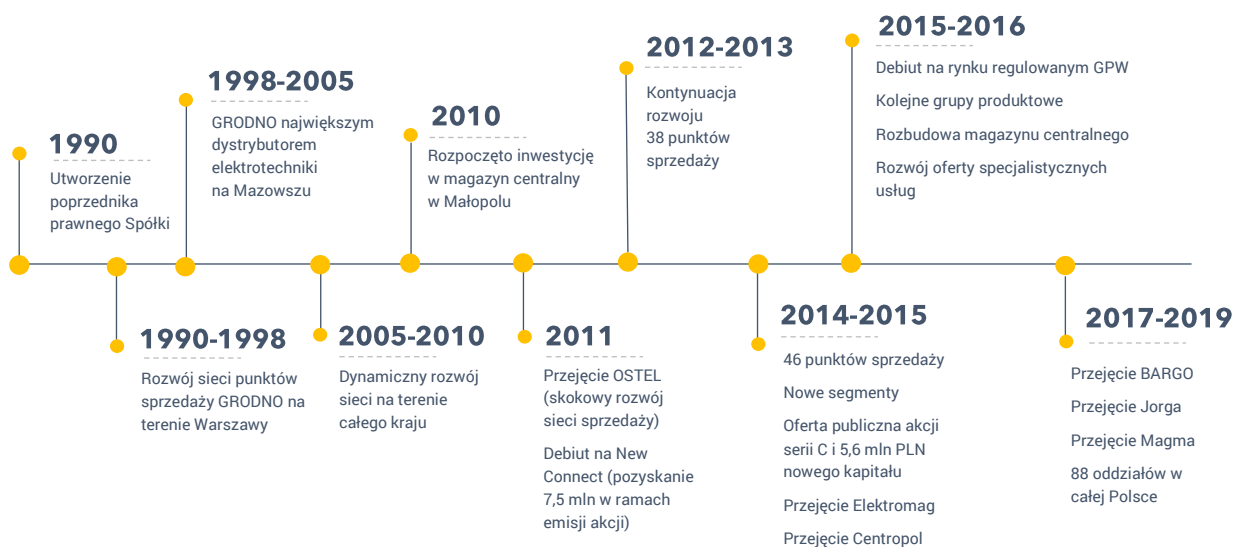 1990
Utworzenie
poprzednika
prawnego Spółki
1990-1998
Rozwój sieci punktów
sprzedaży GRODNO na
terenie Warszawy
1998-2005
GRODNO największym
dystrybutorem
elektrotechniki
na Mazowszu
2005-2010
Dynamiczny rozwój
sieci na terenie
całego kraju
2010
Rozpoczęto inwestycję
w magazyn centralny
w Małopolu
2011
Przejęcie OSTEL
(skokowy rozwój
sieci sprzedaży)
Debiut na New
Connect (pozyskanie
7,5 mln w ramach
emisji akcji)
2012-2013
Kontynuacja
rozwoju
38 punktów
sprzedaży
2014-2015
46 punktów sprzedaży
Nowe segmenty
Oferta publiczna akcji
serii C i 5,6 mln PLN
nowego kapitału
Przejęcie Elektromag
Przejęcie Centropol
2015-2016
Debiut na rynku regulowanym GPW
Kolejne grupy produktowe
Rozbudowa magazynu centralnego
Rozwój oferty specjalistycznych
usług
2017-2019
Przejęcie BARGO
Przejęcie Jorga
Przejęcie Magma
88 oddziałów w
całej Polsce